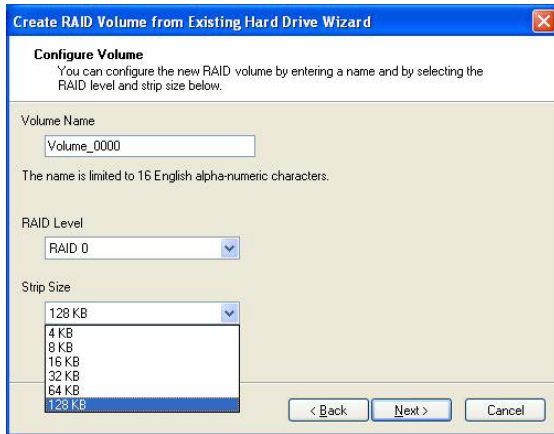 Create RAID Volume from Existing Hard Drive Wizard
Configure Volume
You can configure the new RAID volume by entering a name and by selecting the
RAID level and strip size below.
Volume Name
Volume_0000
The name is limited to 16 English alpha-numeric characters.
RAID Level
RAID 0
Strip Size
128 KB
4 KB
8 KB
16 KB
32 KB
64 KB
128 KB
< Back
Next >
Cancel